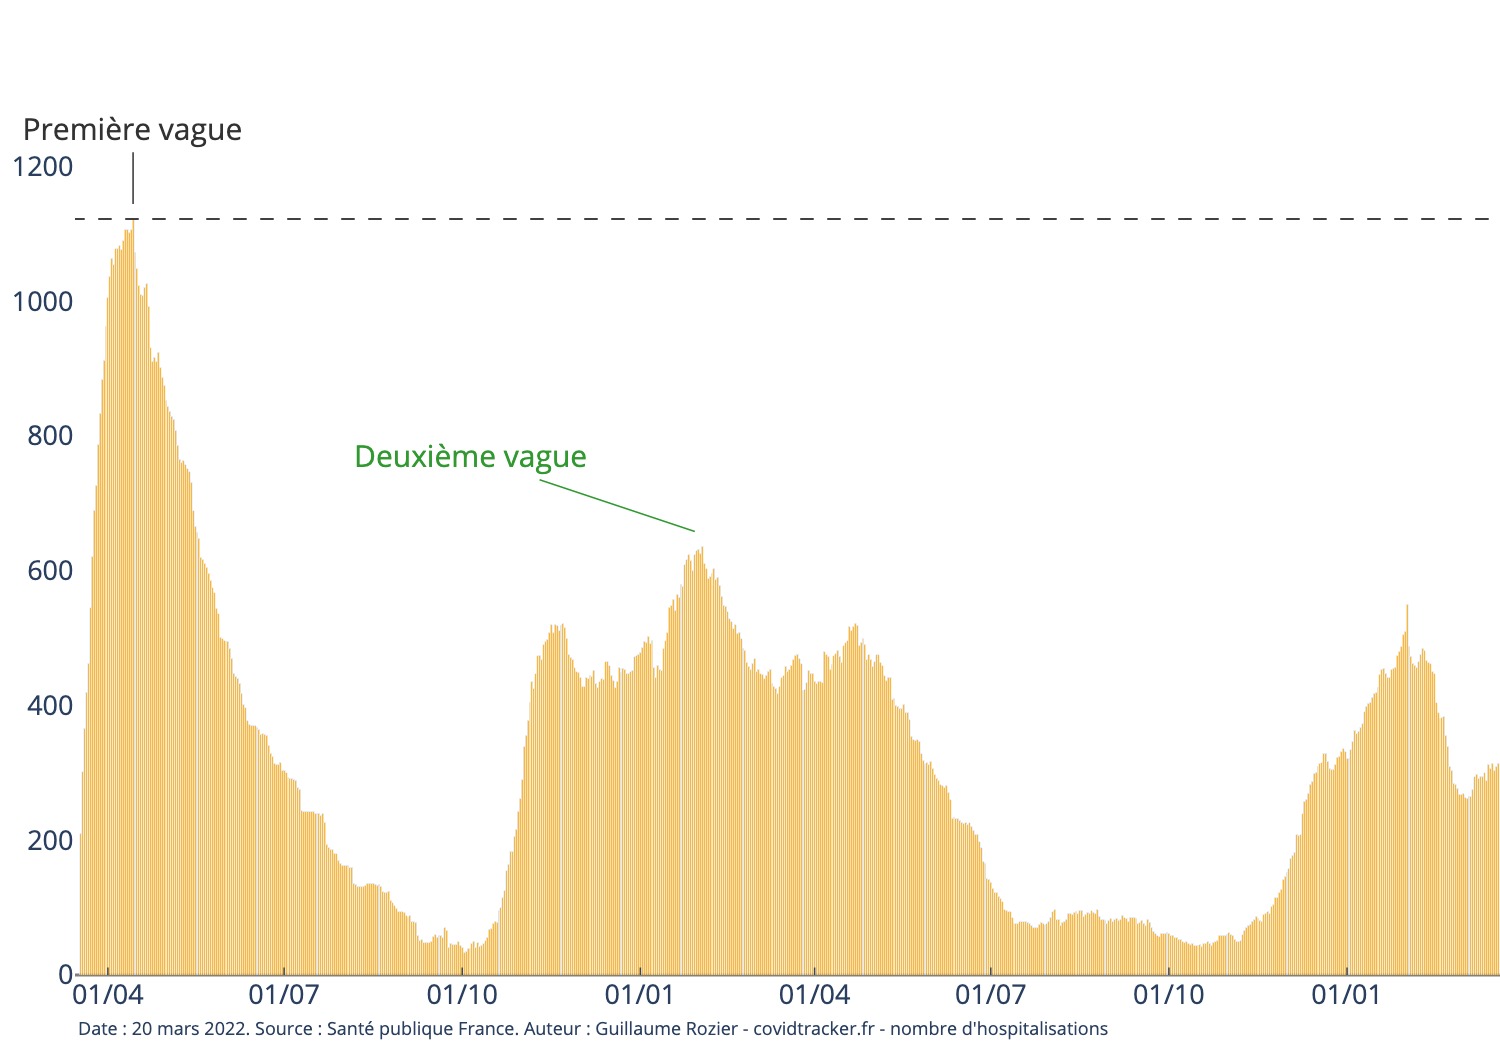 Première vague
1200
1000
800
Deuxième vague
600
400
200
0
01/04 01/07 01/10 01/01 01/04 01/07 01/10 01/01
Date : 20 mars 2022. Source : Santé publique France. Auteur : Guillaume Rozier - covidtracker.fr - nombre d'hospitalisations